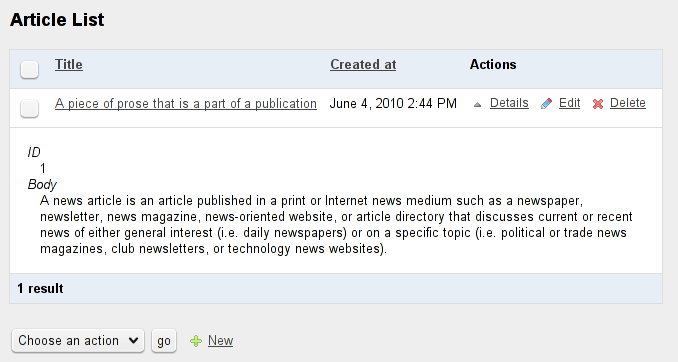 Article List
Title Created at Actions
A piece of prose that is a part of a publication June 4, 2010 2:44 PM Details Edit Delete
ID
1
Body
A news article is an article published in a print or Internet news medium such as a newspaper,
newsletter, news magazine, news-oriented website, or article directory that discusses current or recent
news of either general interest (i.e. daily newspapers) or on a specific topic (i.e. political or trade news
magazines, club newsletters, or technology news websites).
1 result
Choose an action go New